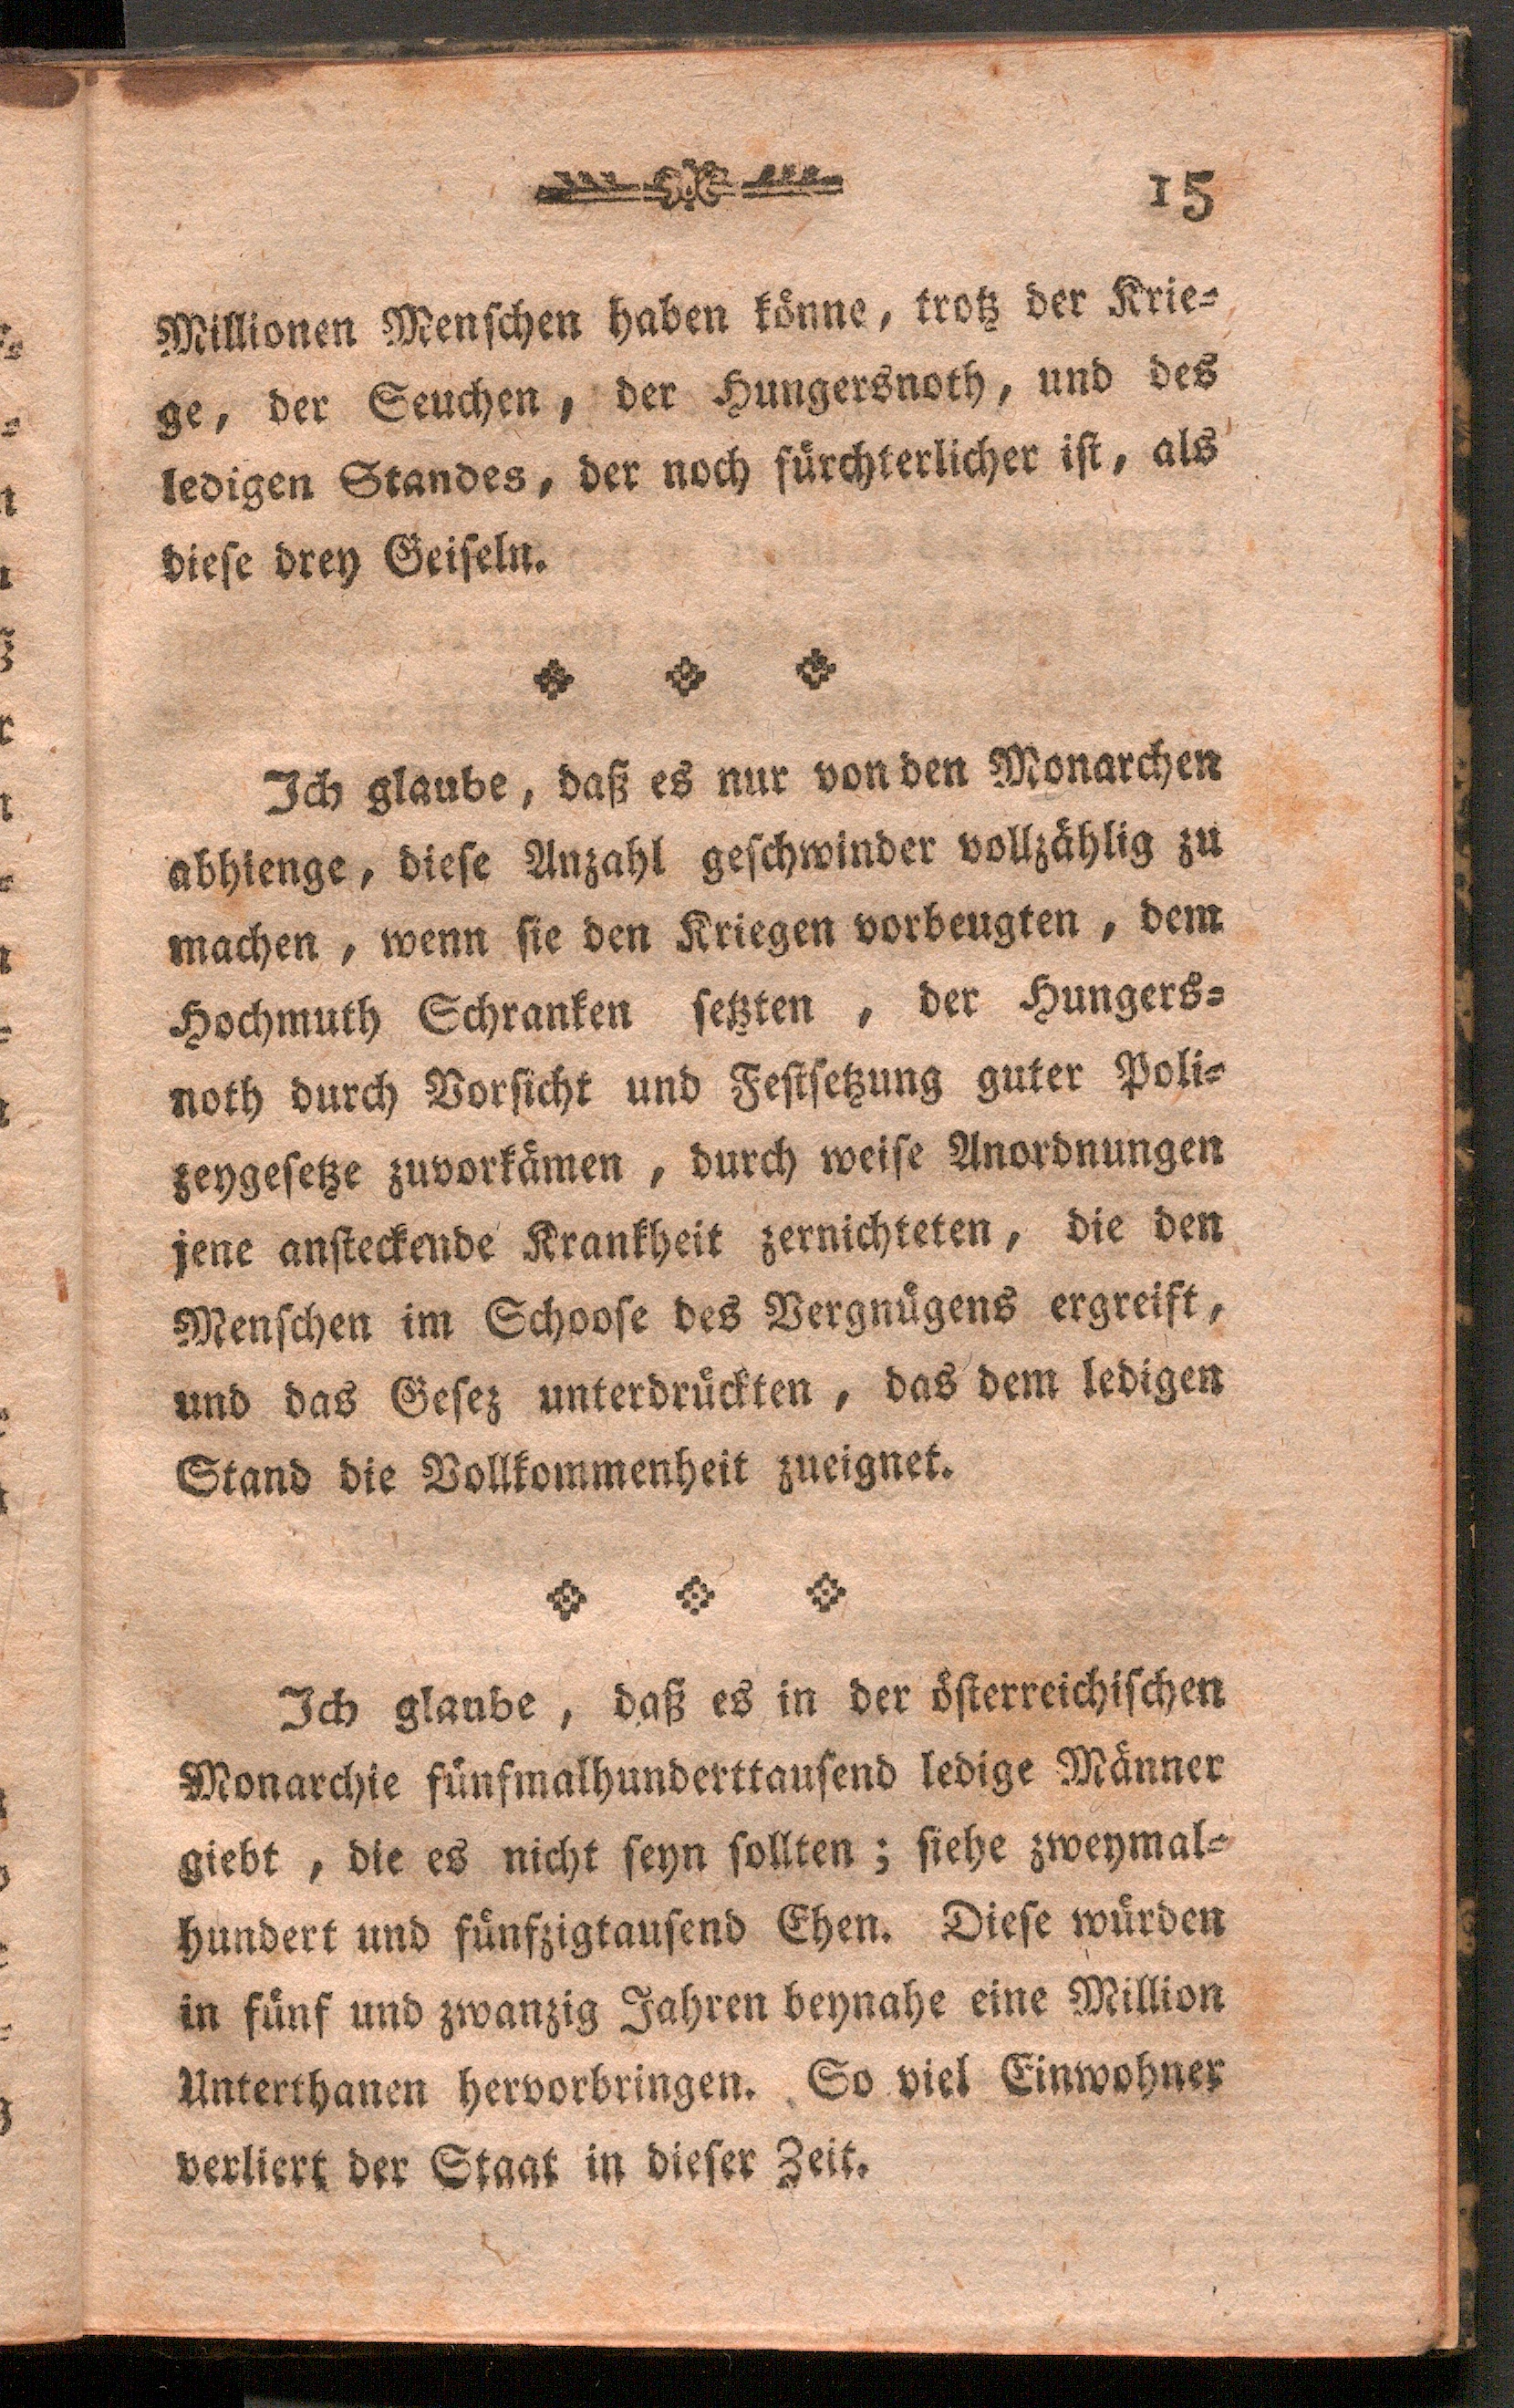 15
Millionen Menschen haben könne, trotz der Krie-
ge, der Seuchen, der Hungersnoth, und des
ledigen Standes, der noch fürchterlicher ist, als
diese drey Geiseln.
Ich glaube, daß es nur von den Monarchen
abhienge, diese Anzahl geschwinder vollzählig zu
machen, wenn sie den Kriegen vorbeugten, dem
Hochmuth Schranken setzten, der Hungers-
noth durch Vorsicht und Festsetzung guter Poli-
zeygesetze zuvorkämen, durch weise Anordnungen
jene ansteckende Krankheit zernichteten, die den
Menschen im Schoose des Vergnügens ergreift,
und das Gesez unterdrückten, das dem ledigen
Stand die Vollkommenheit zueignet.
Ich glaube, daß es in der österreichischen
Monarchie fünfmalhunderttausend ledige Männer
giebt, die es nicht seyn sollten; siehe zweymal-
hundert und fünfzigtausend Ehen. Diese würden
in fünf und zwanzig Jahren beynahe eine Million
Unterthanen hervorbringen. So viel Einwohner
verliert der Staat in dieser Zeit.